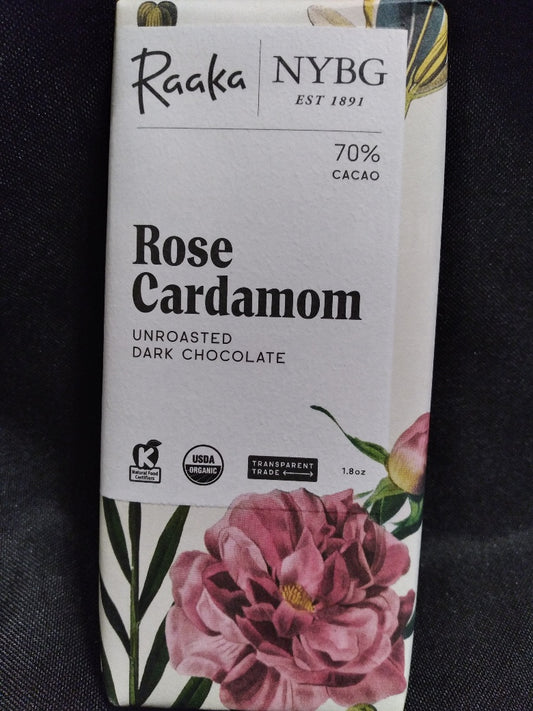 Raaka NYBG
EST 1891
70%
CACAO
Rose
Cardamom
UNROASTED
DARK CHOCOLATE
K
Natural Food
Certifiers
USDA
ORGANIC
TRANSPARENT
TRADE
1.8oz